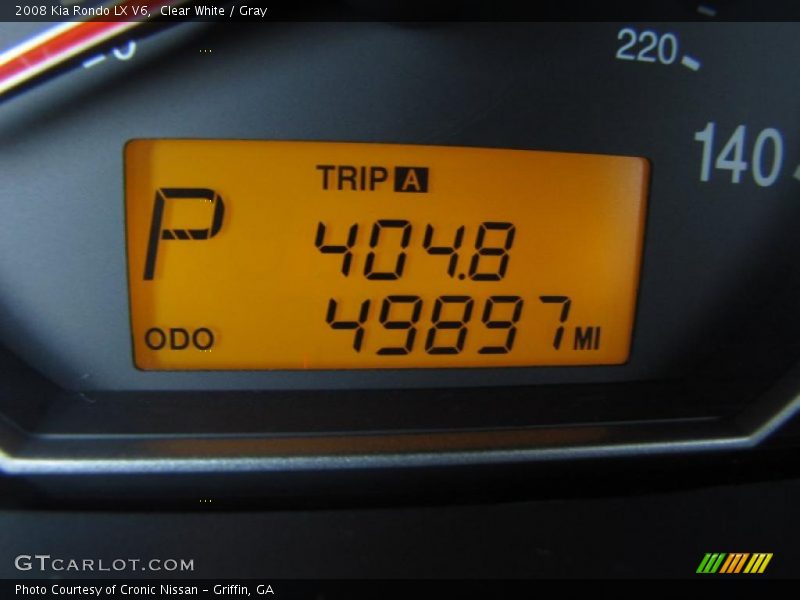 2008 Kia Rondo LX V6,  Clear White / Gray
220
140
TRIP A
P
404.8
ODO 49897 MI
GTCARLOT.COM
Photo Courtesy of Cronic Nissan - Griffin, GA